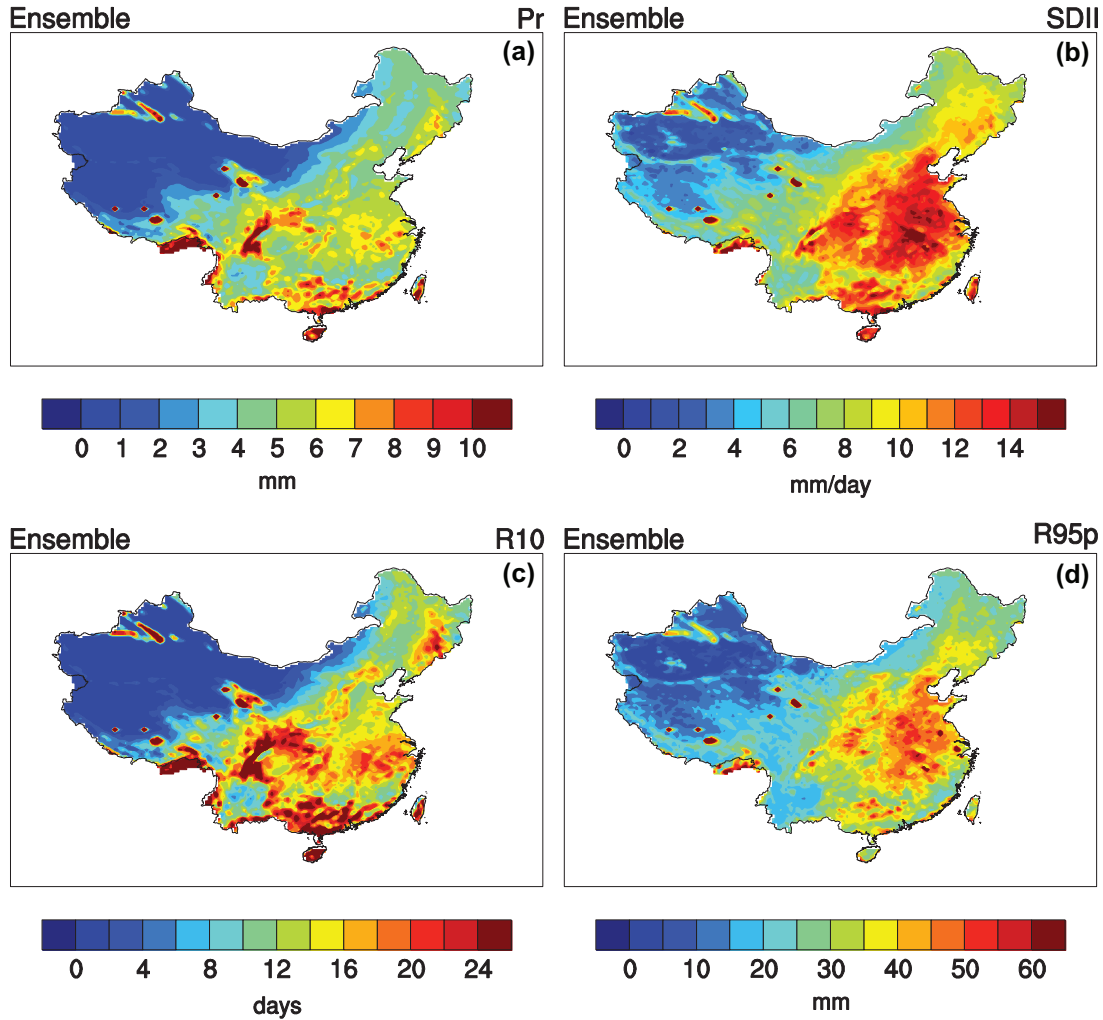 Ensemble Pr
(a)
0 1 2 3 4 5 6 7 8 9 10
mm
Ensemble SDII
(b)
0 2 4 6 8 10 12 14
mm/day
Ensemble R10
(c)
0 4 8 12 16 20 24
days
Ensemble R95p
(d)
0 10 20 30 40 50 60
mm